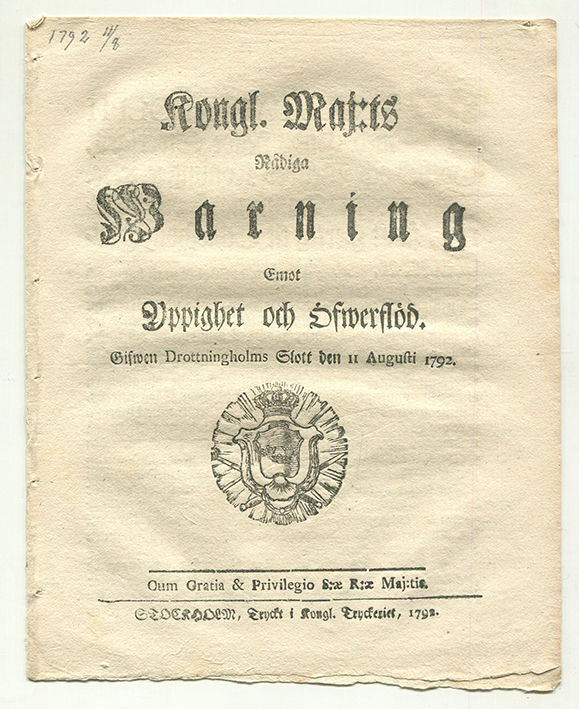 1792 11/8
Kongl. Maj:ts
Nådiga
Warning
Emot
Yppighet och Öfwerflöd.
Gifwen Drottningholms Slott den 11 Augusti 1792.
Cum Gratia & Privilegio S:æ R:æ Maj:tis.
STOCKHOLM, Tryckt i Kongl. Tryckeriet, 1792.